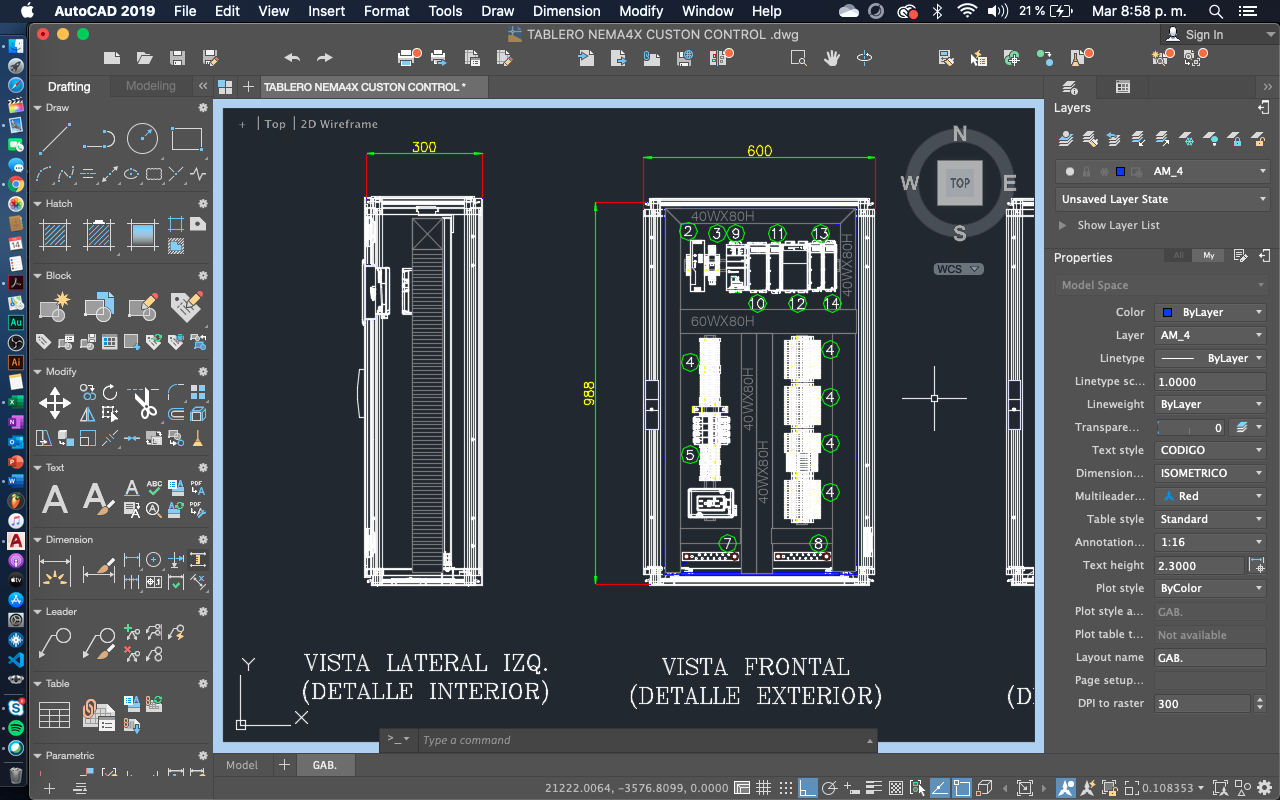 AutoCAD 2019 File Edit View Insert Format Tools Draw Dimension Modify Window Help 21 % Mar 8:58 p. m.
TABLERO NEMA4X CUSTON CONTROL .dwg
Sign In
Drafting Modeling
TABLERO NEMA4X CUSTON CONTROL *
Draw
Hatch
Block
Modify
Text
Dimension
Leader
Table
Parametric
+ | Top | 2D Wireframe
300
600
988
40WX80H
2 3 9 11 13
40WX80H
10 12 14
60WX80H
4 4
40WX80H
4
4
5
40WX80H
4
7 8
N
W TOP E
S
WCS
VISTA LATERAL IZQ.
(DETALLE INTERIOR)
VISTA FRONTAL
(DETALLE EXTERIOR)
(D
Y
X
>_ Type a command
Model + GAB.
21222.0064, -3576.8099, 0.0000
0.108353
Layers
AM_4
Unsaved Layer State
Show Layer List
Properties All My
Model Space
Color ByLayer
Layer AM_4
Linetype ByLayer
Linetype sc... 1.0000
Lineweight ByLayer
Transpare... 0
Text style CODIGO
Dimension... ISOMETRICO
Multileader... Red
Table style Standard
Annotation... 1:16
Text height 2.3000
Plot style ByColor
Plot style a... GAB.
Plot table t... Not available
Layout name GAB.
Page setup...
DPI to raster 300